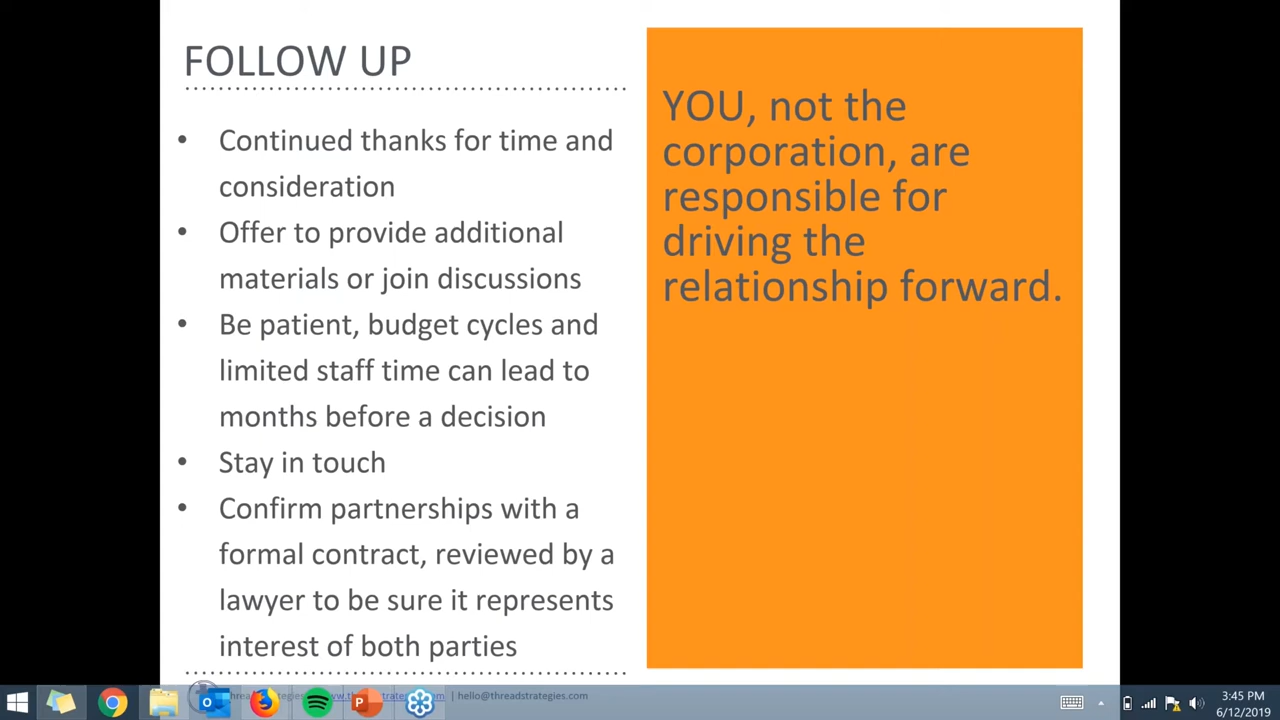 FOLLOW UP
• Continued thanks for time and
consideration
• Offer to provide additional
materials or join discussions
• Be patient, budget cycles and
limited staff time can lead to
months before a decision
• Stay in touch
• Confirm partnerships with a
formal contract, reviewed by a
lawyer to be sure it represents
interest of both parties
YOU, not the
corporation, are
responsible for
driving the
relationship forward.
| hello@threadstrategies.com
3:45 PM
6/12/2019